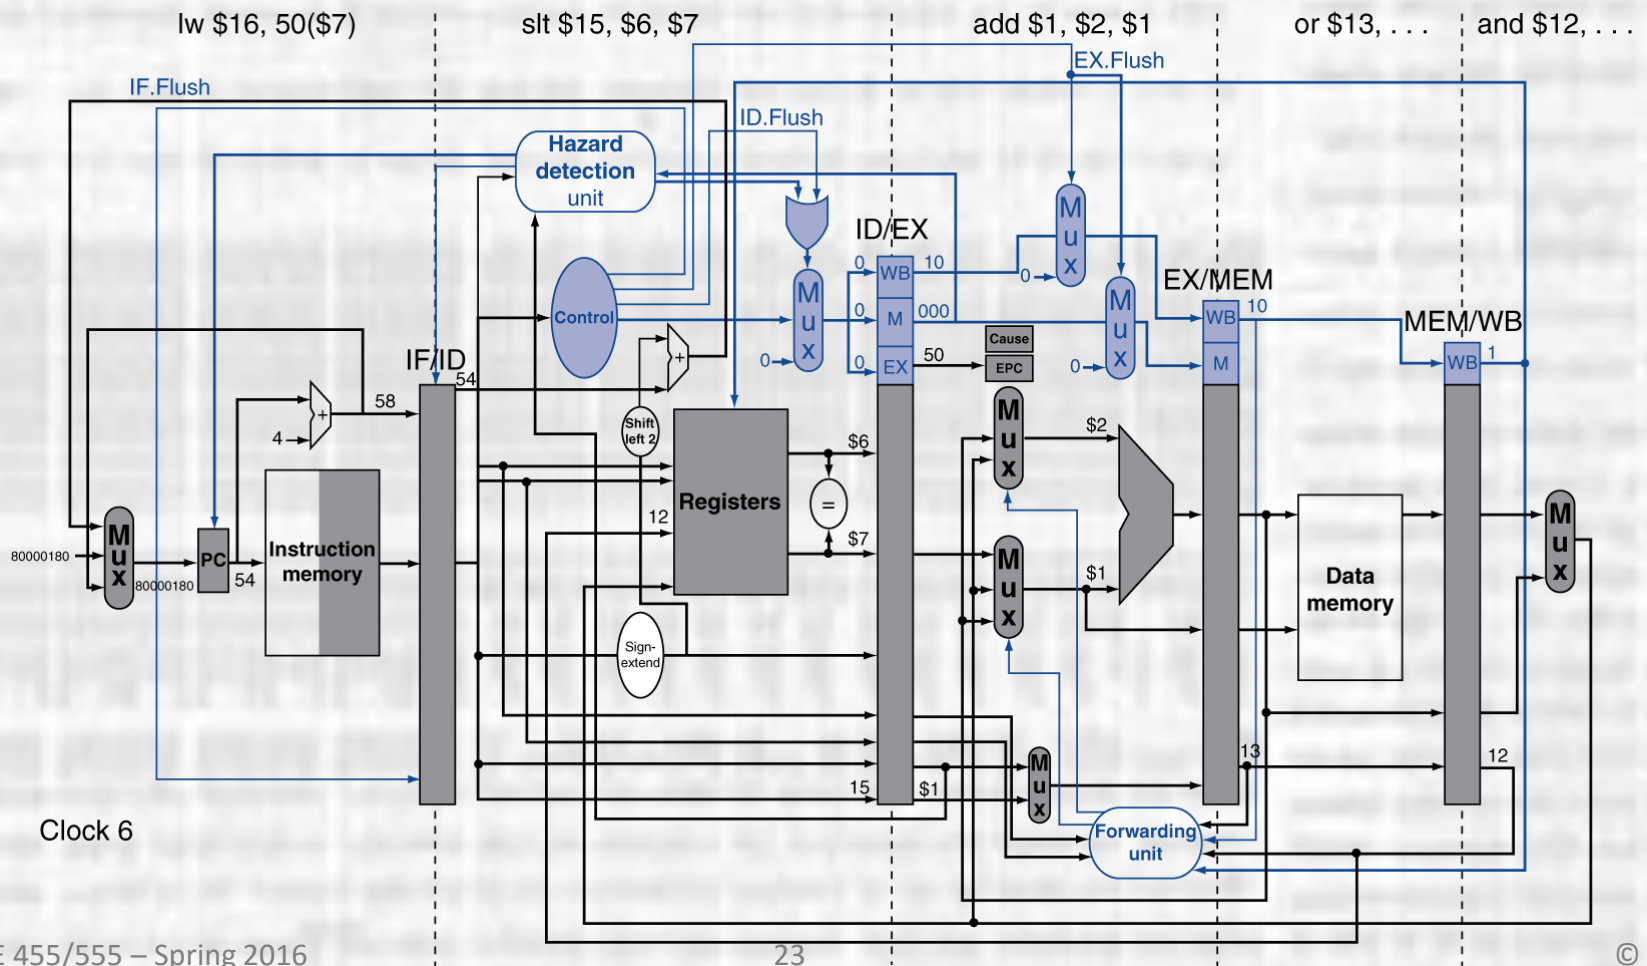 lw $16, 50($7)
slt $15, $6, $7
add $1, $2, $1
or $13, . . .
and $12, . . .
EX.Flush
IF.Flush
ID.Flush
Hazard
detection
unit
ID/EX
M
u
x
0
WB
10
0
M
000
0
EX
50
Control
M
u
x
0
0
M
u
x
0
Cause
EPC
EX/MEM
WB
10
M
MEM/WB
WB
1
IF/ID
54
+
58
+
4
Shift
left 2
M
u
x
$2
$6
Registers
=
12
$7
M
u
x
80000180
80000180
PC
54
Instruction
memory
M
u
x
$1
Data
memory
M
u
x
Sign-
extend
M
u
x
13
12
15
$1
Clock 6
Forwarding
unit
E 455/555 – Spring 2016
23
©